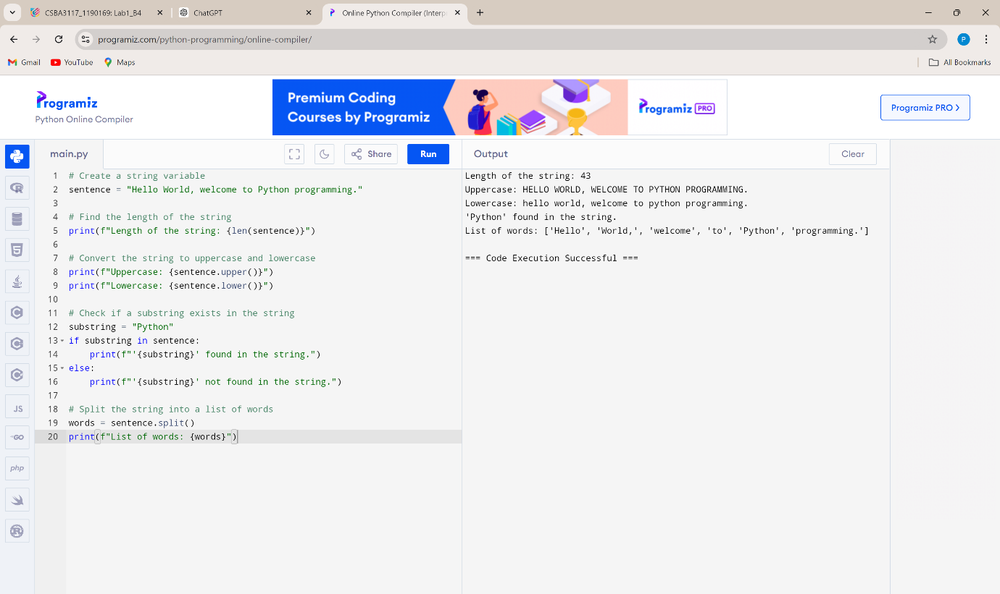 CSBA3117_1190169: Lab1_B4
ChatGPT
Online Python Compiler (Interp
programiz.com/python-programming/online-compiler/
P
Gmail
YouTube
Maps
All Bookmarks
Programiz
Python Online Compiler
Premium Coding
Courses by Programiz
Programiz PRO
Programiz PRO >
main.py
Share
Run
Output
Clear
1 # Create a string variable
2 sentence = "Hello World, welcome to Python programming."
3
4 # Find the length of the string
5 print(f"Length of the string: {len(sentence)}")
6
7 # Convert the string to uppercase and lowercase
8 print(f"Uppercase: {sentence.upper()}")
9 print(f"Lowercase: {sentence.lower()}")
10
11 # Check if a substring exists in the string
12 substring = "Python"
13 if substring in sentence:
14     print(f"'{substring}' found in the string.")
15 else:
16     print(f"'{substring}' not found in the string.")
17
18 # Split the string into a list of words
19 words = sentence.split()
20 print(f"List of words: {words}")
Length of the string: 43
Uppercase: HELLO WORLD, WELCOME TO PYTHON PROGRAMMING.
Lowercase: hello world, welcome to python programming.
'Python' found in the string.
List of words: ['Hello', 'World,', 'welcome', 'to', 'Python', 'programming.']
=== Code Execution Successful ===
JS
GO
php